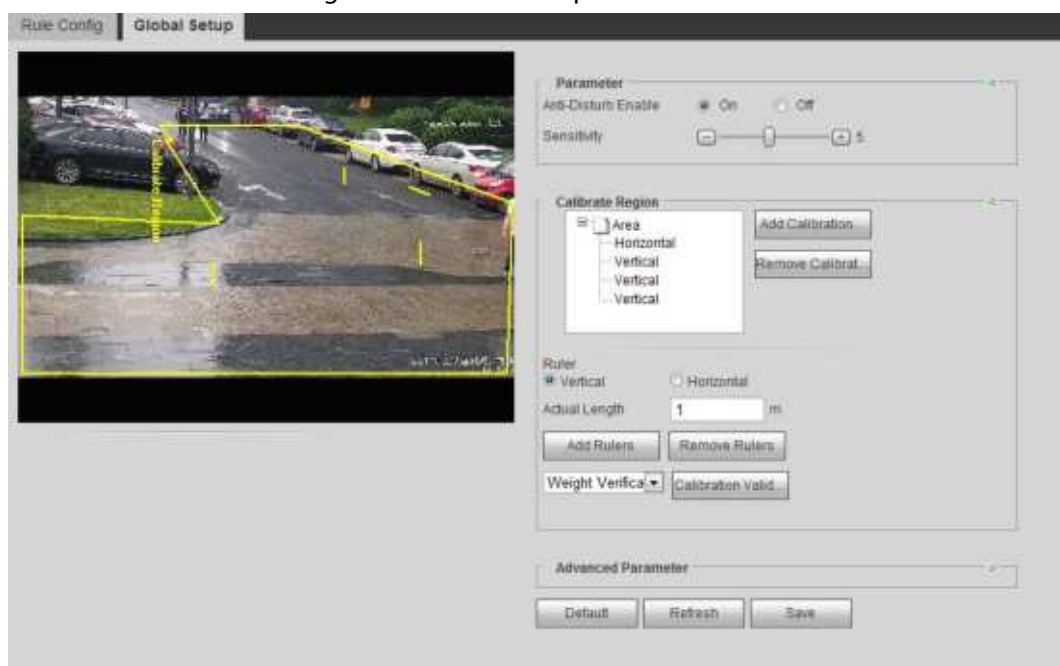 Rule Config Global Setup
Parameter
Anti-Disturb Enable On Off
Sensitivity 5
Calibrate Region
Calibrate Region
Area
Horizontal
Vertical
Vertical
Vertical
Add Calibration
Remove Calibrat...
Ruler
Vertical Horizontal
Actual Length 1 m
Add Rulers Remove Rulers
Weight Verifica Calibration Valid...
Advanced Parameter
Default Refresh Save